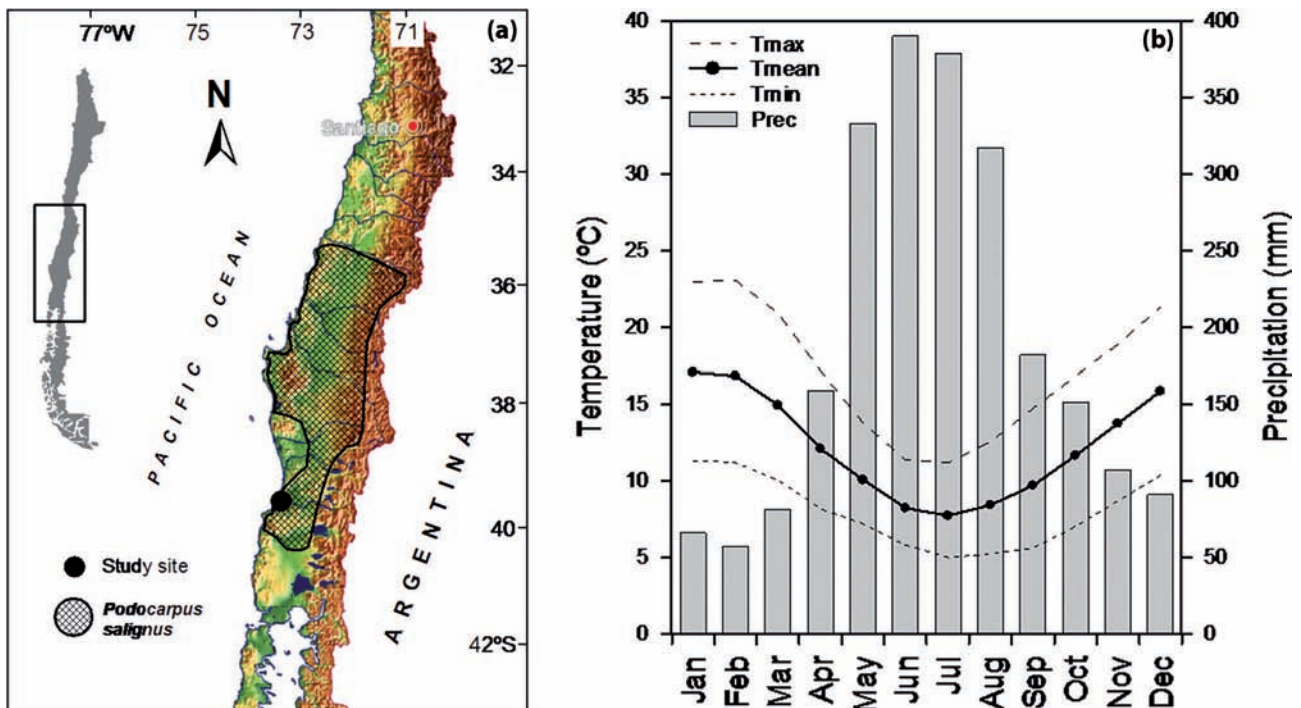 77ºW 75 73 71 (a)
32
N
Santiago
34
PACIFIC OCEAN
36
38
ARGENTINA
40
Study site
Podocarpus
salignus
42ºS
(b)
40 400
Tmax
Tmean
35 350
Tmin
Prec
30 300
25 250
20 200
15 150
10 100
5 50
0 0
Temperature (ºC)
Precipitation (mm)
Jan Feb Mar Apr May Jun Jul Aug Sep Oct Nov Dec